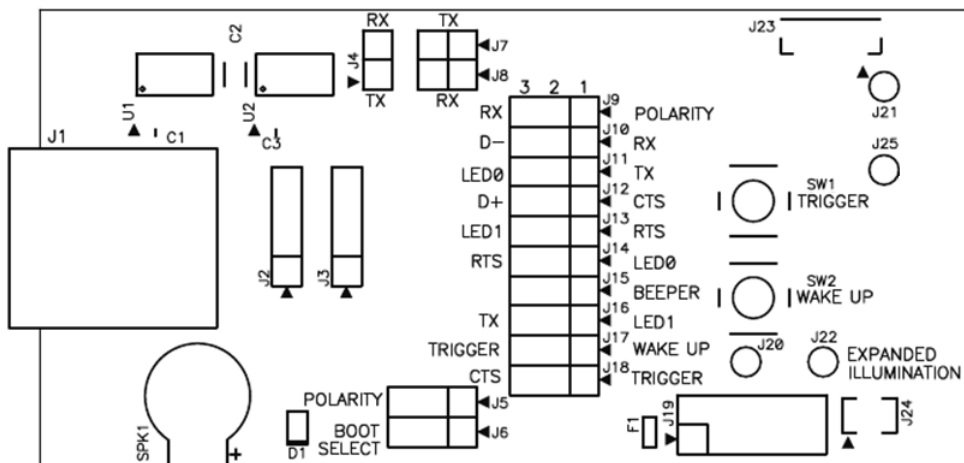 RX TX
C2
J23
J4
J7
J8
TX RX
3 2 1
U1
U2
J1
C1
C3
RX J9 POLARITY
J21
D- J10 RX
LED0 J11 TX
J25
D+ J12 CTS
SW1
TRIGGER
LED1 J13 RTS
RTS J14 LED0
J2
J3
J15 BEEPER
SW2
WAKE UP
TX J16 LED1
TRIGGER J17 WAKE UP
J20
J22
EXPANDED
ILLUMINATION
CTS J18 TRIGGER
POLARITY J5
BOOT
SELECT
J6
SPK1
+
D1
F1
J19
J24